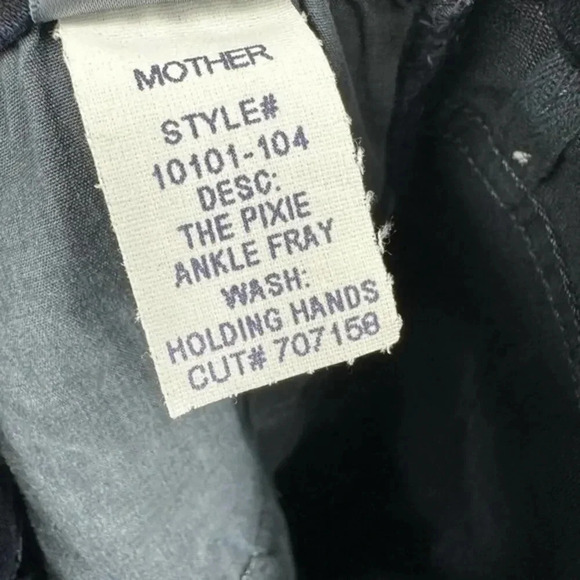 MOTHER
STYLE#
10101-104
DESC:
THE PIXIE
ANKLE FRAY
WASH:
HOLDING HANDS
CUT# 707158